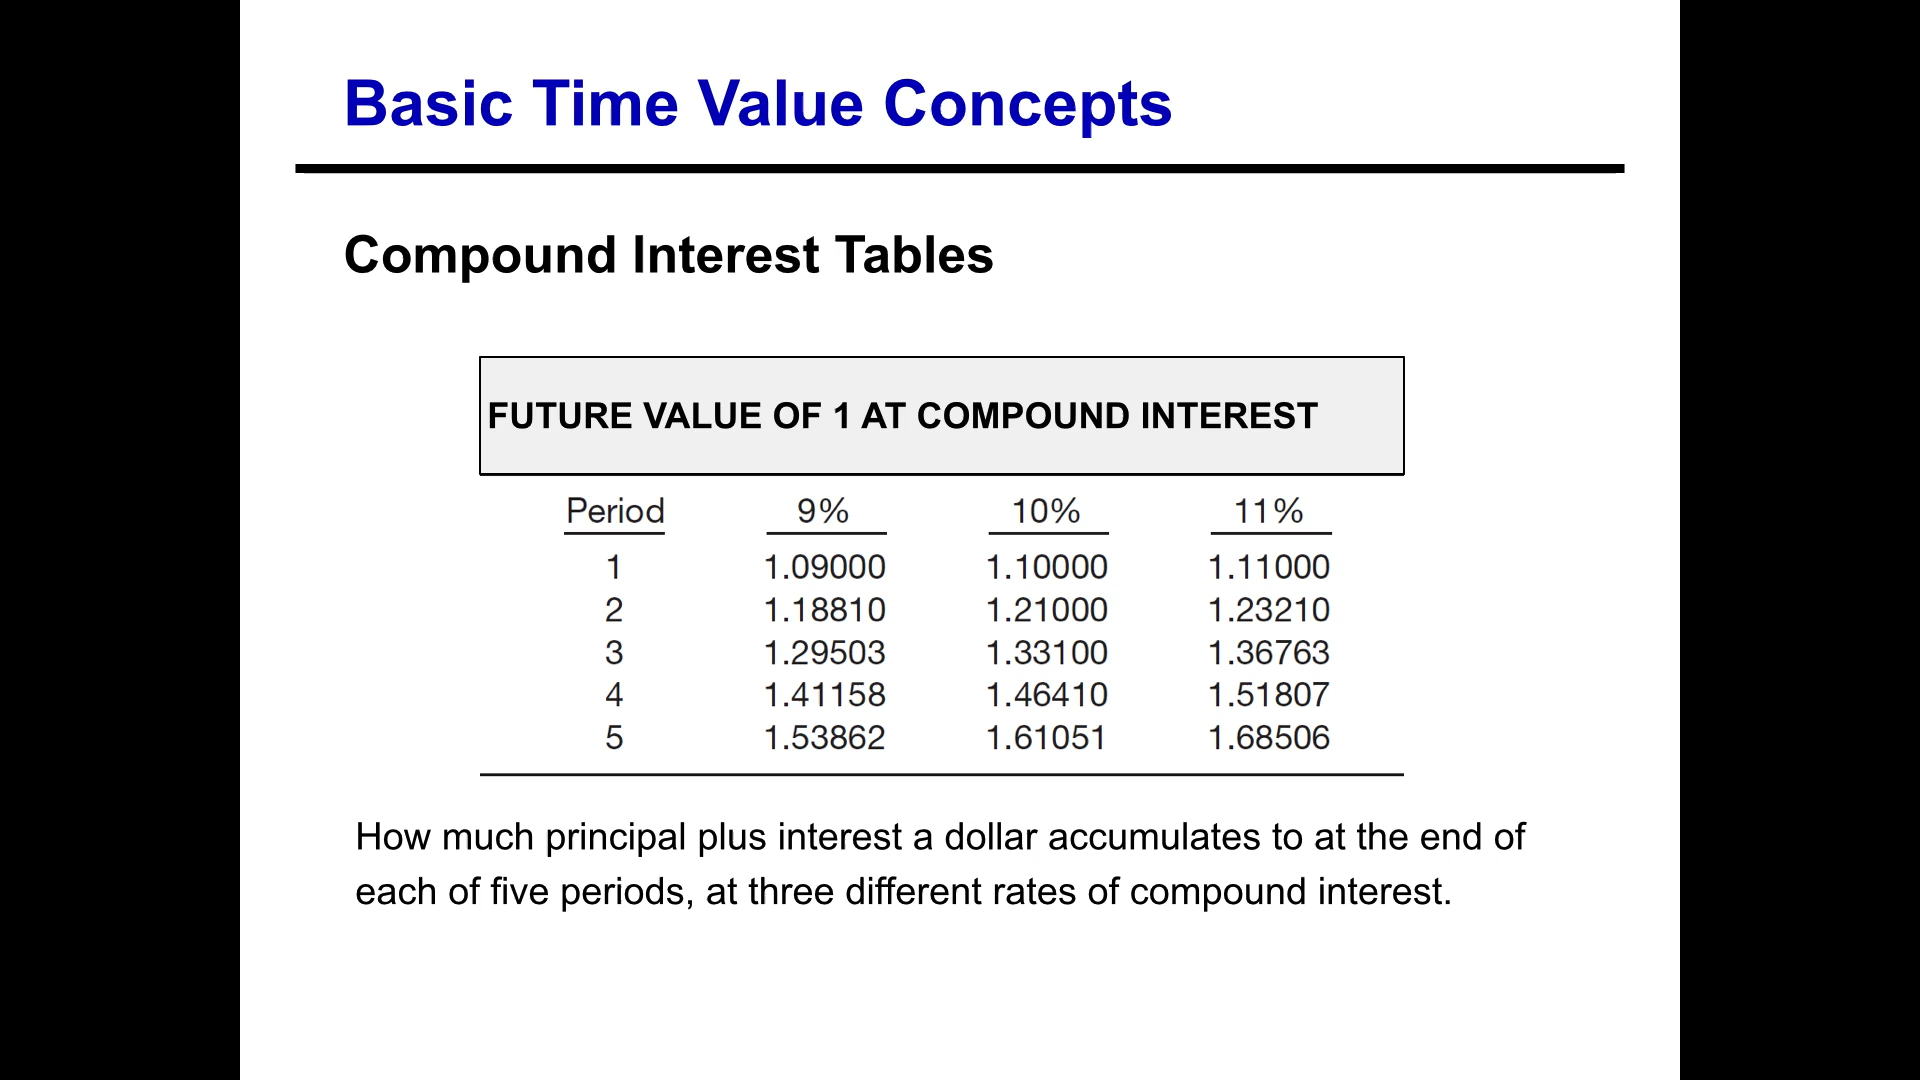 Basic Time Value Concepts
Compound Interest Tables
FUTURE VALUE OF 1 AT COMPOUND INTEREST
Period 9% 10% 11%
1 1.09000 1.10000 1.11000
2 1.18810 1.21000 1.23210
3 1.29503 1.33100 1.36763
4 1.41158 1.46410 1.51807
5 1.53862 1.61051 1.68506
How much principal plus interest a dollar accumulates to at the end of
each of five periods, at three different rates of compound interest.